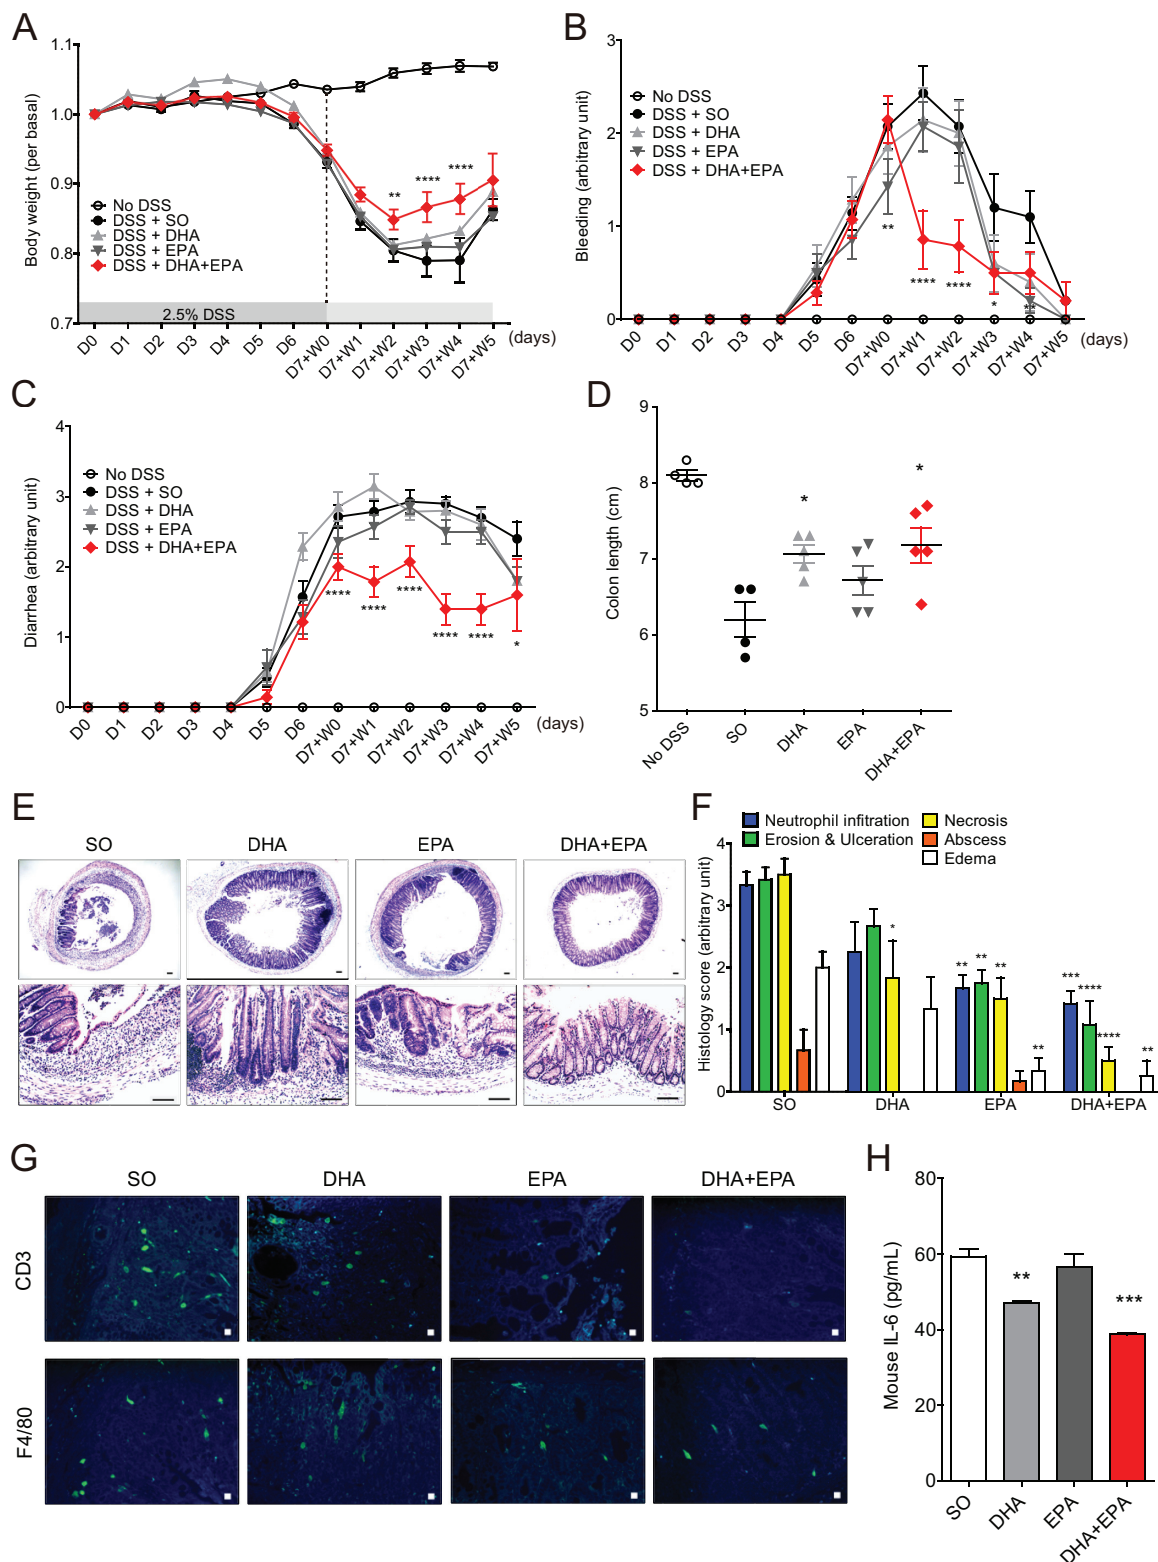 A
Body weight (per basal)
1.1
1.0
0.9
0.8
0.7
No DSS
DSS + SO
DSS + DHA
DSS + EPA
DSS + DHA+EPA
**
****
****
2.5% DSS
D0 D1 D2 D3 D4 D5 D6 D7+W0 D7+W1 D7+W2 D7+W3 D7+W4 D7+W5 (days)
B
Bleeding (arbitrary unit)
3
2
1
0
No DSS
DSS + SO
DSS + DHA
DSS + EPA
DSS + DHA+EPA
**
****
****
*
**
D0 D1 D2 D3 D4 D5 D6 D7+W0 D7+W1 D7+W2 D7+W3 D7+W4 D7+W5 (days)
C
Diarrhea (arbitrary unit)
4
3
2
1
0
No DSS
DSS + SO
DSS + DHA
DSS + EPA
DSS + DHA+EPA
****
****
****
****
****
*
D0 D1 D2 D3 D4 D5 D6 D7+W0 D7+W1 D7+W2 D7+W3 D7+W4 D7+W5 (days)
D
Colon length (cm)
9
8
7
6
5
*
*
No DSS SO DHA EPA DHA+EPA
E
SO DHA EPA DHA+EPA
F
Neutrophil infitration
Erosion & Ulceration
Necrosis
Abscess
Edema
Histology score (arbitrary unit)
4
3
2
1
0
*
** ** ** **
*** **** **** **
SO DHA EPA DHA+EPA
G
SO DHA EPA DHA+EPA
CD3
F4/80
H
Mouse IL-6 (pg/mL)
80
60
40
20
0
**
***
SO DHA EPA DHA+EPA